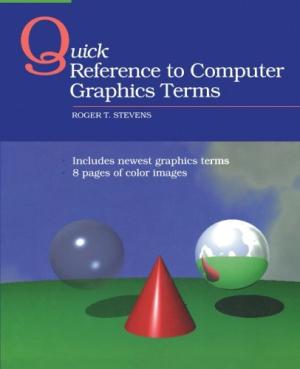 Quick
Reference to Computer
Graphics Terms
ROGER T. STEVENS
· Includes newest graphics terms
· 8 pages of color images